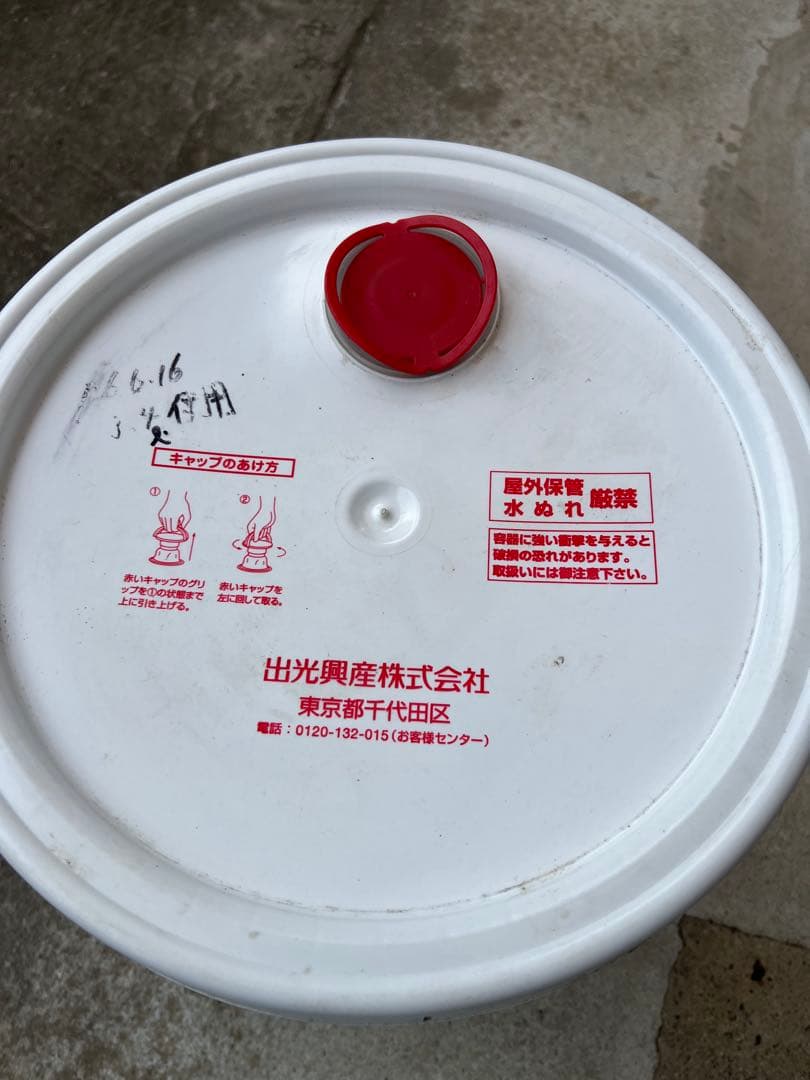 6.16
使用
キャップのあけ方
①
②
赤いキャップのグリ
ップを①の状態まで
上に引き上げる。
赤いキャップを
左に回して取る。
屋外保管
水ぬれ
厳禁
容器に強い衝撃を与えると
破損の恐れがあります。
取扱いには御注意下さい。
出光興産株式会社
東京都千代田区
電話：0120-132-015（お客様センター）